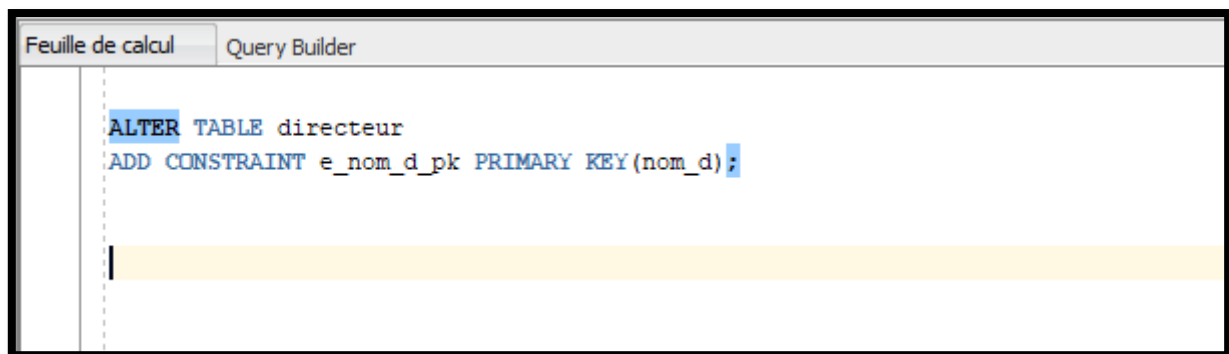 Feuille de calcul Query Builder
ALTER TABLE directeur
ADD CONSTRAINT e_nom_d_pk PRIMARY KEY(nom_d);